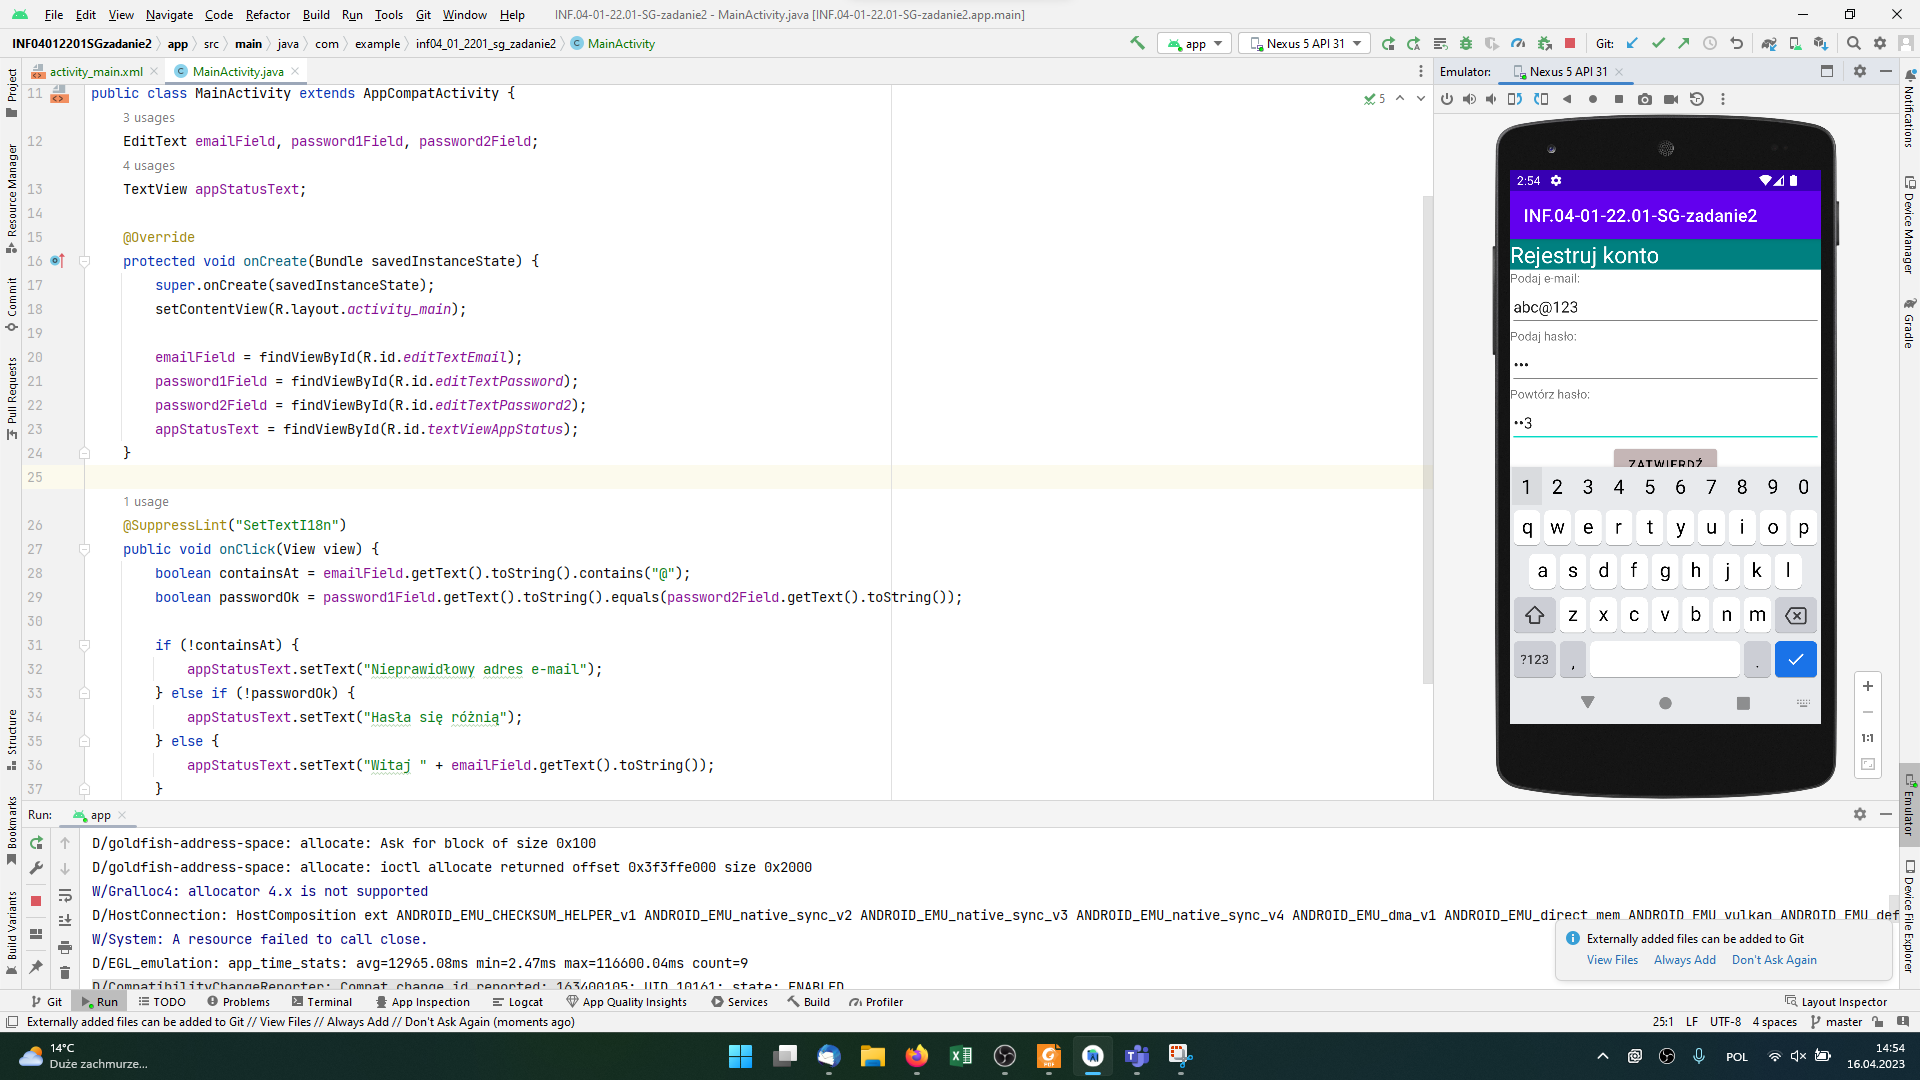 File Edit View Navigate Code Refactor Build Run Tools Git Window Help INF.04-01-22.01-SG-zadanie2 - MainActivity.java [INF.04-01-22.01-SG-zadanie2.app.main]
INF04012201SGzadanie2 app src main java com example inf04_01_2201_sg_zadanie2 MainActivity app Nexus 5 API 31 Git:
activity_main.xml MainActivity.java Emulator: Nexus 5 API 31
11 public class MainActivity extends AppCompatActivity { 5
3 usages
12 EditText emailField, password1Field, password2Field;
4 usages
13 TextView appStatusText;
14
15 @Override
16 protected void onCreate(Bundle savedInstanceState) {
17 super.onCreate(savedInstanceState);
18 setContentView(R.layout.activity_main);
19
20 emailField = findViewById(R.id.editTextEmail);
21 password1Field = findViewById(R.id.editTextPassword);
22 password2Field = findViewById(R.id.editTextPassword2);
23 appStatusText = findViewById(R.id.textViewAppStatus);
24 }
25
1 usage
26 @SuppressLint("SetTextI18n")
27 public void onClick(View view) {
28 boolean containsAt = emailField.getText().toString().contains("@");
29 boolean passwordOk = password1Field.getText().toString().equals(password2Field.getText().toString());
30
31 if (!containsAt) {
32 appStatusText.setText("Nieprawidłowy adres e-mail");
33 } else if (!passwordOk) {
34 appStatusText.setText("Hasła się różnią");
35 } else {
36 appStatusText.setText("Witaj " + emailField.getText().toString());
37 }
Project
Resource Manager
Commit
Pull Requests
Structure
Bookmarks
Build Variants
2:54
INF.04-01-22.01-SG-zadanie2
Rejestruj konto
Podaj e-mail:
abc@123
Podaj hasło:
•••
Powtórz hasło:
••3
ZATWIERDŹ
1 2 3 4 5 6 7 8 9 0
q w e r t y u i o p
a s d f g h j k l
z x c v b n m
?123 , .
1:1
Notifications
Device Manager
Gradle
Emulator
Device File Explorer
Run: app
D/goldfish-address-space: allocate: Ask for block of size 0x100
D/goldfish-address-space: allocate: ioctl allocate returned offset 0x3f3ffe000 size 0x2000
W/Gralloc4: allocator 4.x is not supported
D/HostConnection: HostComposition ext ANDROID_EMU_CHECKSUM_HELPER_v1 ANDROID_EMU_native_sync_v2 ANDROID_EMU_native_sync_v3 ANDROID_EMU_native_sync_v4 ANDROID_EMU_dma_v1 ANDROID_EMU_direct_mem ANDROID_EMU_vulkan ANDROID_EMU_def
W/System: A resource failed to call close.
D/EGL_emulation: app_time_stats: avg=12965.08ms min=2.47ms max=116600.04ms count=9
D/CompatibilityChangeReporter: Compat change id reported: 163400105; UID 10161; state: ENABLED
Externally added files can be added to Git
View Files Always Add Don't Ask Again
Git Run TODO Problems Terminal App Inspection Logcat App Quality Insights Services Build Profiler Layout Inspector
Externally added files can be added to Git // View Files // Always Add // Don't Ask Again (moments ago) 25:1 LF UTF-8 4 spaces master
14°C
Duże zachmurze...
POL
14:54
16.04.2023